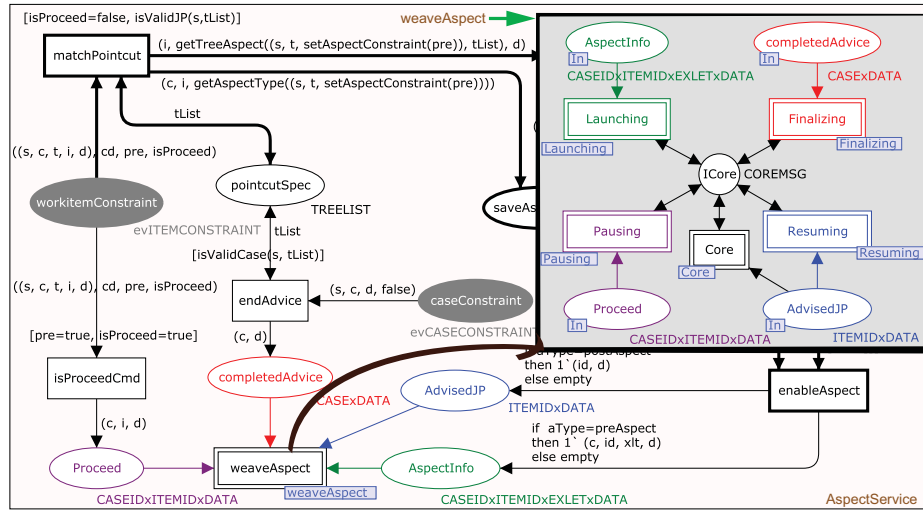 [isProceed=false, isValidJP(s,tList)]
weaveAspect
matchPointcut
(i, getTreeAspect((s, t, setAspectConstraint(pre)), tList), d)
(c, i, getAspectType((s, t, setAspectConstraint(pre))))
tList
((s, c, t, i, d), cd, pre, isProceed)
workitemConstraint
evITEMCONSTRAINT
pointcutSpec
TREELIST
saveAs
(
tList
[isValidCase(s, tList)]
((s, c, t, i, d), cd, pre, isProceed)
endAdvice
(s, c, d, false)
caseConstraint
evCASECONSTRAINT
[pre=true, isProceed=true]
(c, d)
isProceedCmd
completedAdvice
CASExDATA
AdvisedJP
ITEMIDxDATA
then 1`(id, d)
else empty
enableAspect
(c, i, d)
if aType=preAspect
then 1` (c, id, xlt, d)
else empty
Proceed
CASEIDxITEMIDxDATA
weaveAspect
weaveAspect
AspectInfo
CASEIDxITEMIDxEXLETxDATA
AspectService
AspectInfo
In
completedAdvice
In
CASEIDxITEMIDxEXLETxDATA
CASExDATA
Launching
Launching
Finalizing
Finalizing
ICore
COREMSG
Pausing
Pausing
Core
Core
Resuming
Resuming
Proceed
In
CASEIDxITEMIDxDATA
AdvisedJP
In
ITEMIDxDATA